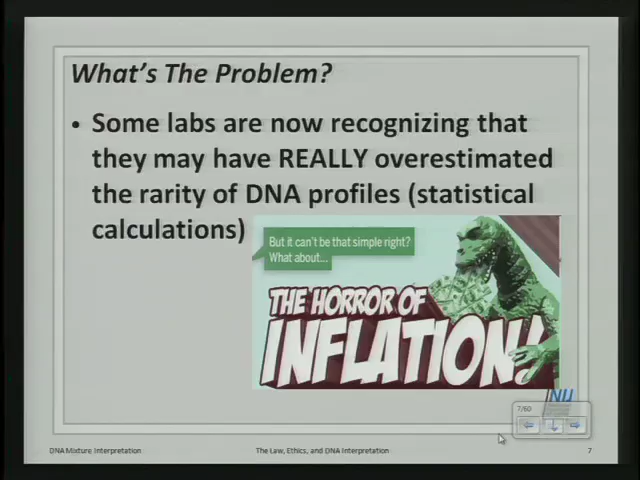 What's The Problem?
• Some labs are now recognizing that
they may have REALLY overestimated
the rarity of DNA profiles (statistical
calculations)
But it can't be that simple right?
What about...
THE HORROR OF
INFLATION!
7/60
DNA Mixture Interpretation
The Law, Ethics, and DNA Interpretation
7